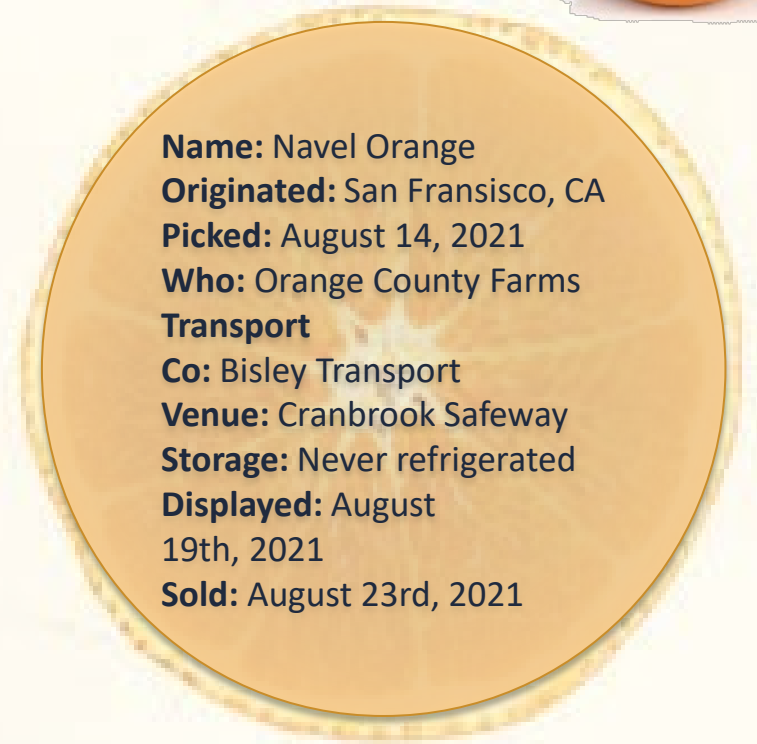 Name: Navel Orange
Originated: San Fransisco, CA
Picked: August 14, 2021
Who: Orange County Farms
Transport
Co: Bisley Transport
Venue: Cranbrook Safeway
Storage: Never refrigerated
Displayed: August
19th, 2021
Sold: August 23rd, 2021